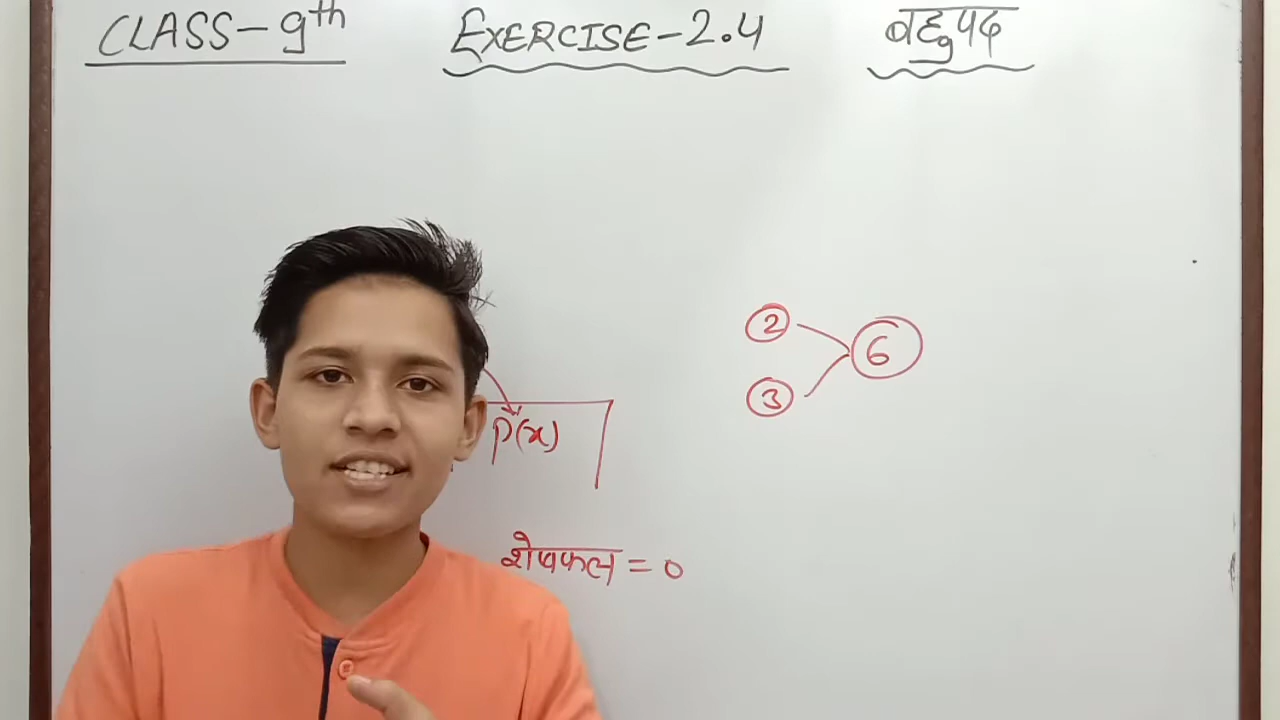 CLASS-9th EXERCISE-2.4 बहुपद
2
6
3
P(x)
शेषफल = 0